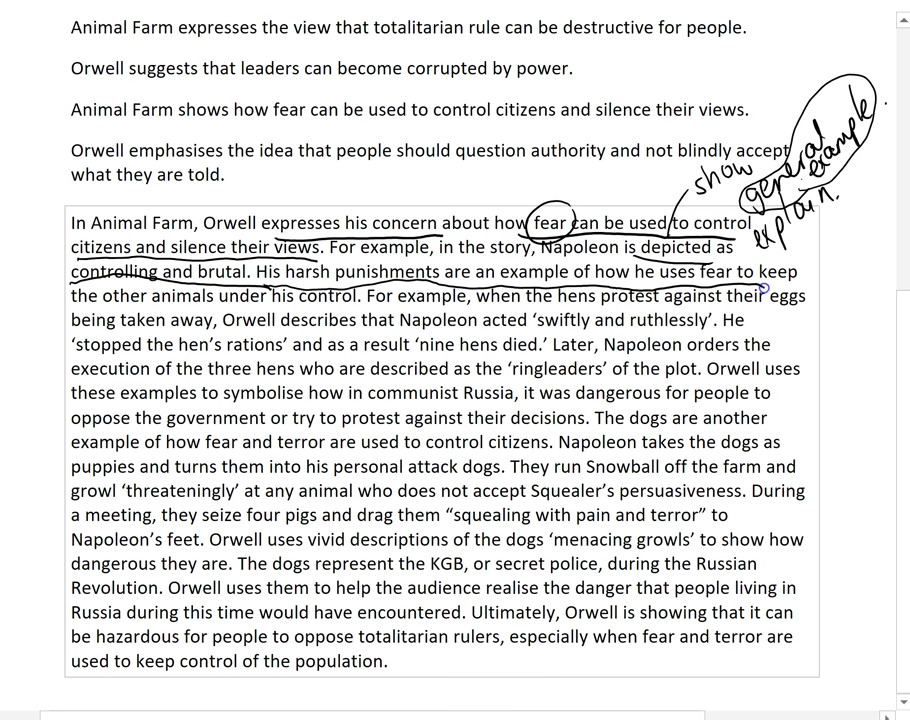 Animal Farm expresses the view that totalitarian rule can be destructive for people.
Orwell suggests that leaders can become corrupted by power.
Animal Farm shows how fear can be used to control citizens and silence their views.
Orwell emphasises the idea that people should question authority and not blindly accept
what they are told.
show
general example
explain.
In Animal Farm, Orwell expresses his concern about how fear can be used to control
citizens and silence their views. For example, in the story, Napoleon is depicted as
controlling and brutal. His harsh punishments are an example of how he uses fear to keep
the other animals under his control. For example, when the hens protest against their eggs
being taken away, Orwell describes that Napoleon acted ‘swiftly and ruthlessly’. He
‘stopped the hen’s rations’ and as a result ‘nine hens died.’ Later, Napoleon orders the
execution of the three hens who are described as the ‘ringleaders’ of the plot. Orwell uses
these examples to symbolise how in communist Russia, it was dangerous for people to
oppose the government or try to protest against their decisions. The dogs are another
example of how fear and terror are used to control citizens. Napoleon takes the dogs as
puppies and turns them into his personal attack dogs. They run Snowball off the farm and
growl ‘threateningly’ at any animal who does not accept Squealer’s persuasiveness. During
a meeting, they seize four pigs and drag them “squealing with pain and terror” to
Napoleon’s feet. Orwell uses vivid descriptions of the dogs ‘menacing growls’ to show how
dangerous they are. The dogs represent the KGB, or secret police, during the Russian
Revolution. Orwell uses them to help the audience realise the danger that people living in
Russia during this time would have encountered. Ultimately, Orwell is showing that it can
be hazardous for people to oppose totalitarian rulers, especially when fear and terror are
used to keep control of the population.